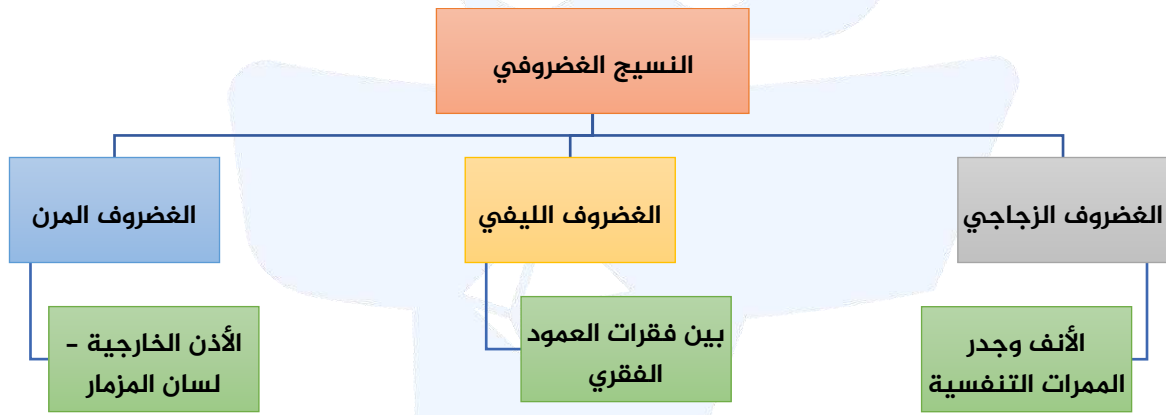 النسيج الغضروفي
الغضروف الزجاجي
الغضروف الليفي
الغضروف المرن
الأنف وجدر
الممرات التنفسية
بين فقرات العمود
الفقري
الأذن الخارجية –
لسان المزمار